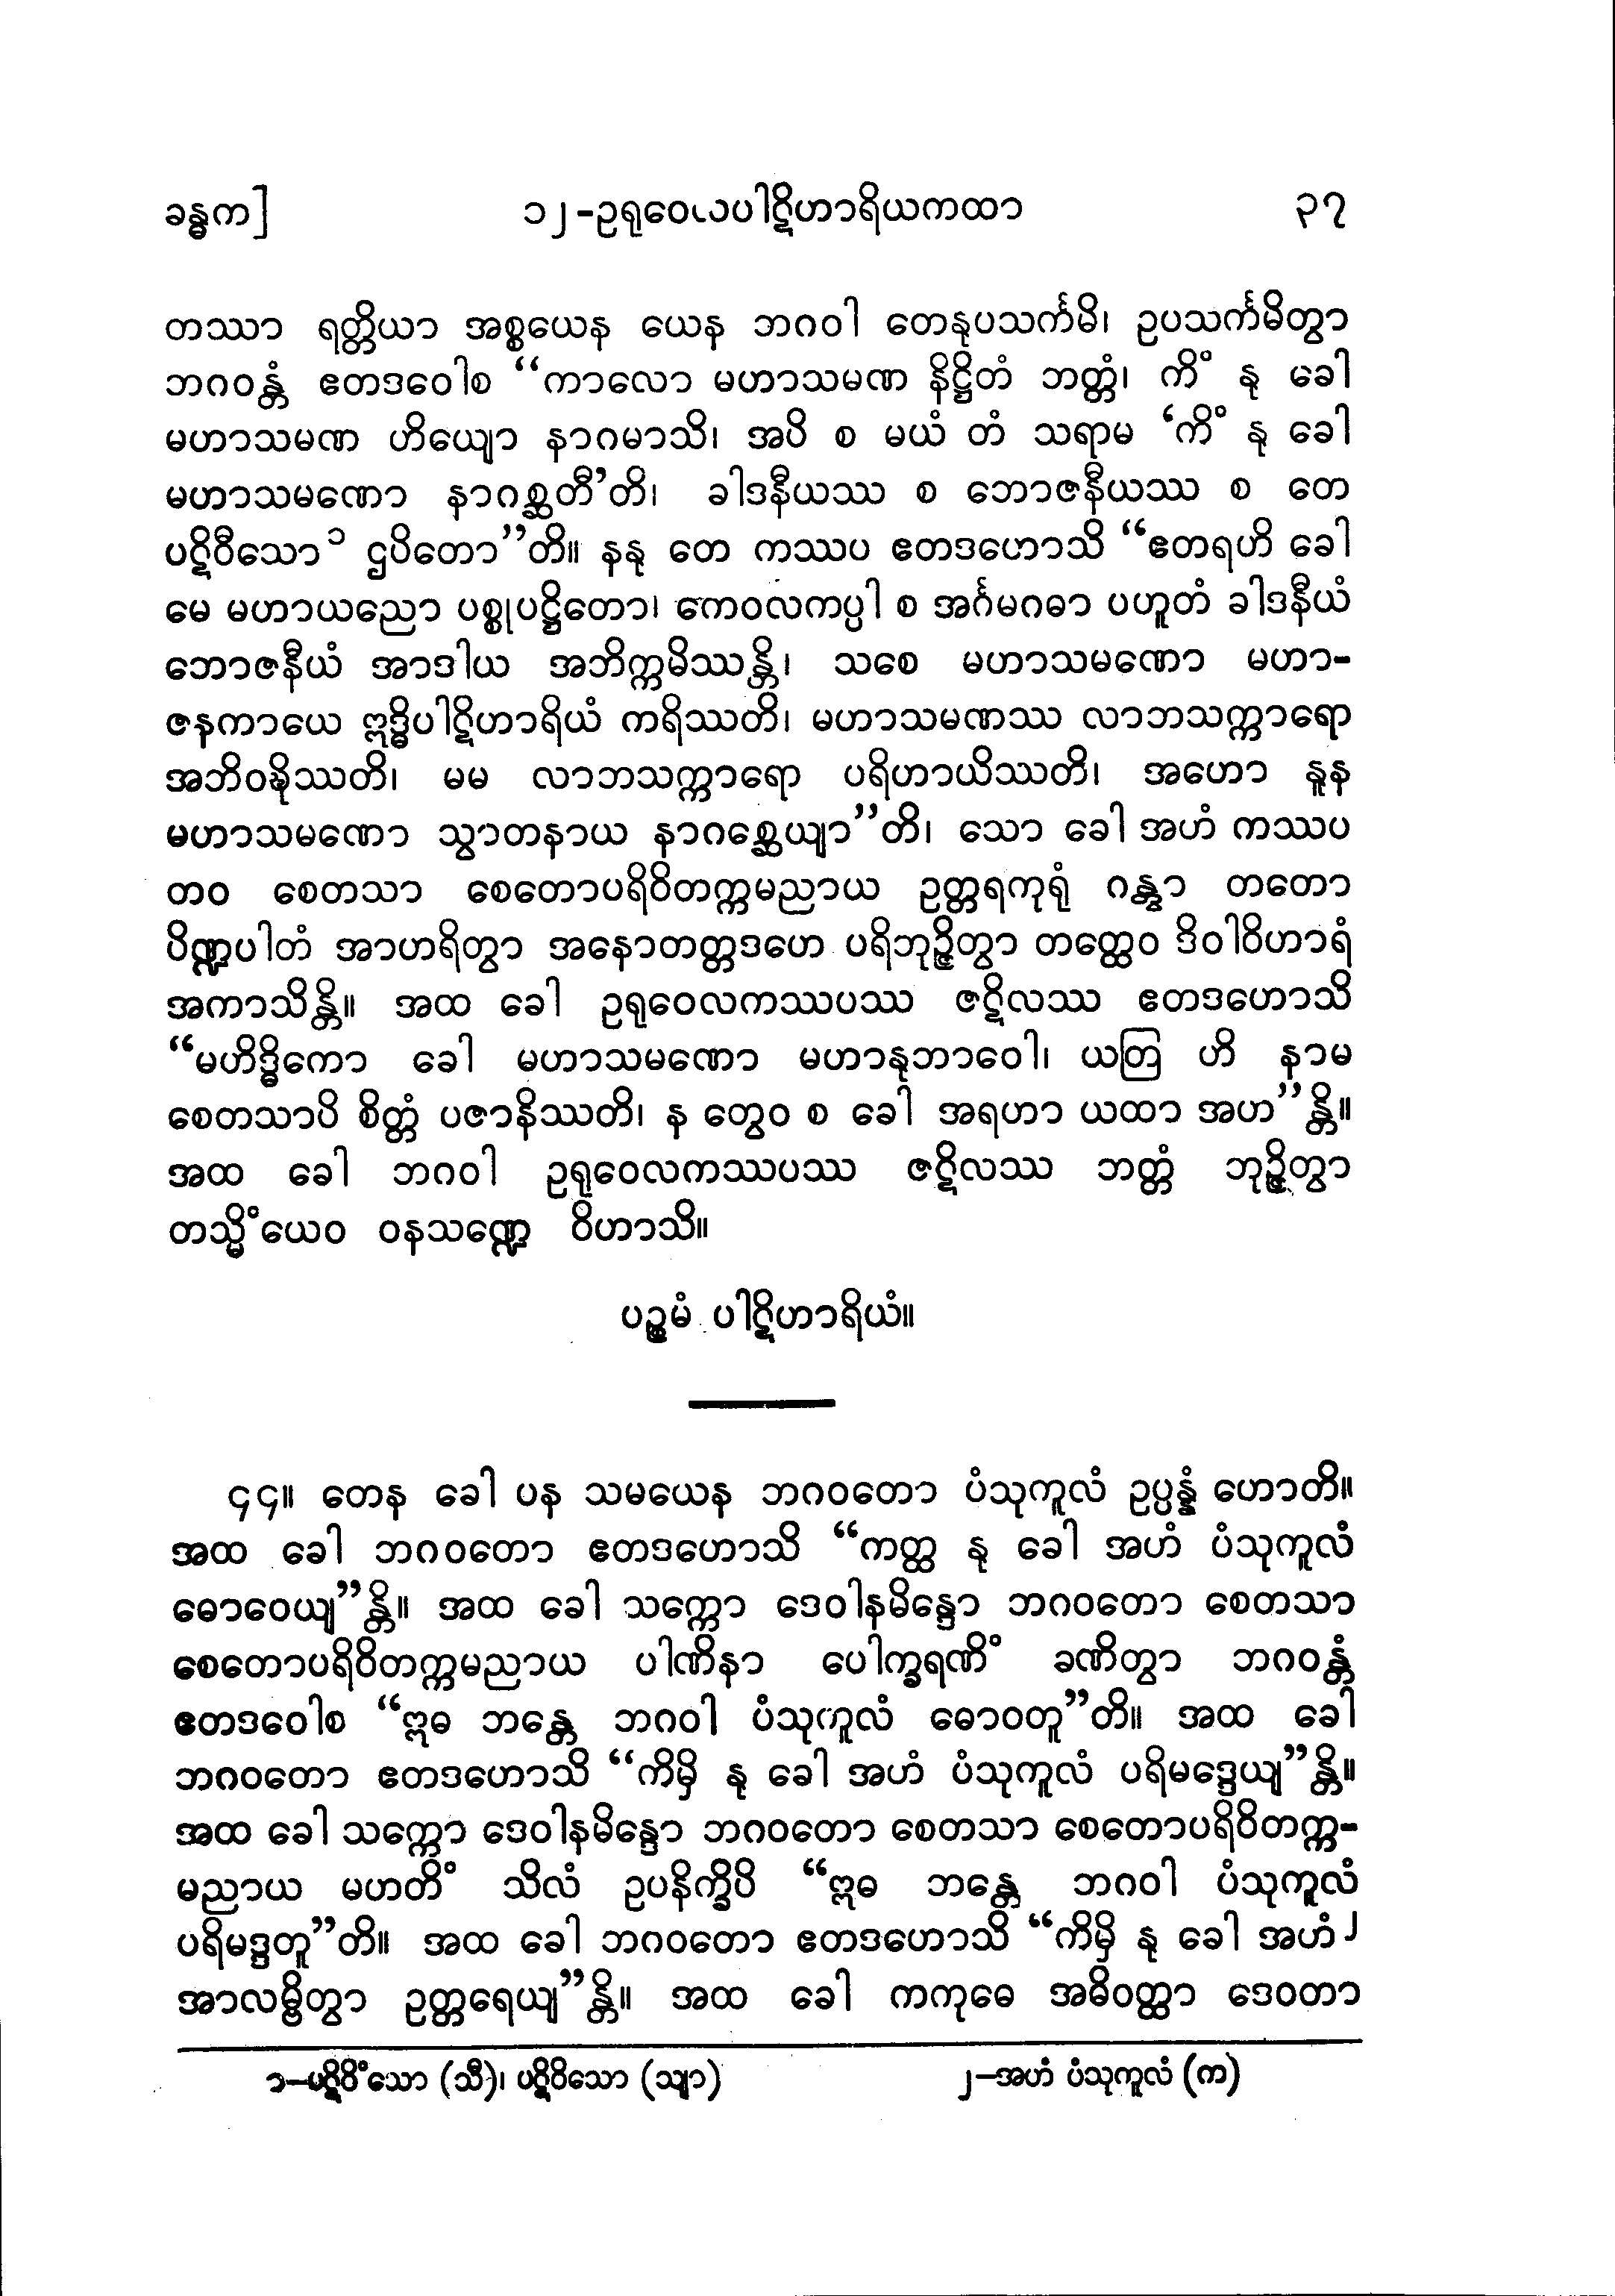 ခန္ဓက] ၁၂-ဥရုဝေလပါဋိဟာရိယကထာ ၃၇
တဿာ ရတ္တိယာ အစ္စယေန ယေန ဘဂဝါ တေနုပသင်္ကမိ၊ ဥပသင်္ကမိတွာ
ဘဂဝန္တံ ဧတဒဝေါစ “ကာလော မဟာသမဏ နိဋ္ဌိတံ ဘတ္တံ၊ ကိံ နု ခေါ
မဟာသမဏ ဟိယျော နာဂမာသိ၊ အပိ စ မယံ တံ သရာမ ‘ကိံ နု ခေါ
မဟာသမဏော နာဂစ္ဆတီ’တိ၊ ခါဒနီယဿ စ ဘောဇနီယဿ စ တေ
ပဋိဝီသော၁ ဌပိတော”တိ။ နနု တေ ကဿပ ဧတဒဟောသိ “ဧတရဟိ ခေါ
မေ မဟာယညော ပစ္စုပဋ္ဌိတော၊ ကေဝလကပ္ပါ စ အင်္ဂမဂဓာ ပဟူတံ ခါဒနီယံ
ဘောဇနီယံ အာဒါယ အဘိက္ကမိဿန္တိ၊ သစေ မဟာသမဏော မဟာ-
ဇနကာယေ ဣဒ္ဓိပါဋိဟာရိယံ ကရိဿတိ၊ မဟာသမဏဿ လာဘသက္ကာရော
အဘိဝဍ္ဎိဿတိ၊ မမ လာဘသက္ကာရော ပရိဟာယိဿတိ၊ အဟော နူန
မဟာသမဏော သွာတနာယ နာဂစ္ဆေယျာ”တိ၊ သော ခေါ အဟံ ကဿပ
တဝ စေတသာ စေတောပရိဝိတက္ကမညာယ ဥတ္တရကုရုံ ဂန္တွာ တတော
ပိဏ္ဍပါတံ အာဟရိတွာ အနောတတ္တဒဟေ ပရိဘုဉ္ဇိတွာ တတ္ထေဝ ဒိဝါဝိဟာရံ
အကာသိန္တိ။ အထ ခေါ ဥရုဝေလကဿပဿ ဇဋိလဿ ဧတဒဟောသိ
“မဟိဒ္ဓိကော ခေါ မဟာသမဏော မဟာနုဘာဝေါ၊ ယတြ ဟိ နာမ
စေတသာပိ စိတ္တံ ပဇာနိဿတိ၊ န တွေဝ စ ခေါ အရဟာ ယထာ အဟ”န္တိ။
အထ ခေါ ဘဂဝါ ဥရုဝေလကဿပဿ ဇဋိလဿ ဘတ္တံ ဘုဉ္ဇိတွာ
တသ္မိံယေဝ ဝနသဏ္ဍေ ဝိဟာသိ။
ပဉ္စမံ ပါဋိဟာရိယံ။
၄၄။ တေန ခေါ ပန သမယေန ဘဂဝတော ပံသုကူလံ ဥပ္ပန္နံ ဟောတိ။
အထ ခေါ ဘဂဝတော ဧတဒဟောသိ “ကတ္ထ နု ခေါ အဟံ ပံသုကူလံ
ဓောဝေယျ”န္တိ။ အထ ခေါ သက္ကော ဒေဝါနမိန္ဒော ဘဂဝတော စေတသာ
စေတောပရိဝိတက္ကမညာယ ပါဏိနာ ပေါက္ခရဏိံ ခဏိတွာ ဘဂဝန္တံ
ဧတဒဝေါစ “ဣဓ ဘန္တေ ဘဂဝါ ပံသုကူလံ ဓောဝတူ”တိ။ အထ ခေါ
ဘဂဝတော ဧတဒဟောသိ “ကိမှိ နု ခေါ အဟံ ပံသုကူလံ ပရိမဒ္ဒေယျ”န္တိ။
အထ ခေါ သက္ကော ဒေဝါနမိန္ဒော ဘဂဝတော စေတသာ စေတောပရိဝိတက္က-
မညာယ မဟတိံ သိလံ ဥပနိက္ခိပိ “ဣဓ ဘန္တေ ဘဂဝါ ပံသုကူလံ
ပရိမဒ္ဒတူ”တိ။ အထ ခေါ ဘဂဝတော ဧတဒဟောသိ “ကိမှိ နု ခေါ အဟံ၂
အာလမ္ဗိတွာ ဥတ္တရေယျ”န္တိ။ အထ ခေါ ကကုဓေ အဓိဝတ္ထာ ဒေဝတာ
၁–ပဋိဝိံသော (သီ)၊ ပဋိဝိသော (သျာ) ၂–အဟံ ပံသုကူလံ (က)